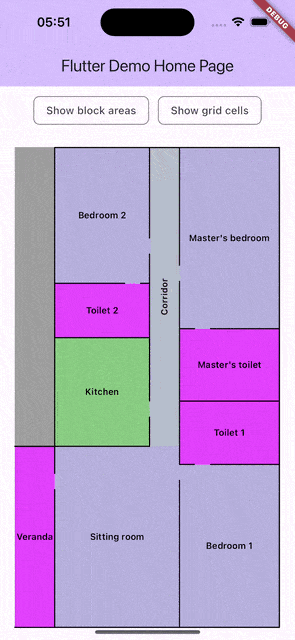 05:51
DEBUG
Flutter Demo Home Page
Show block areas
Show grid cells
Bedroom 2
Master's bedroom
Corridor
Toilet 2
Master's toilet
Kitchen
Toilet 1
Veranda
Sitting room
Bedroom 1